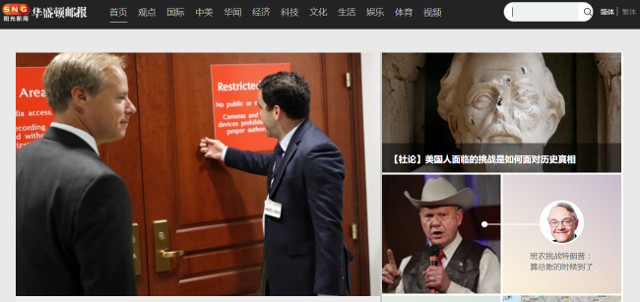 SNG
阳光新闻
华盛顿邮报
首页 观点 国际 中美 华闻 经济 科技 文化 生活 娱乐 体育 视频
简体 | 繁体
Area
dia access.
ecording
Restricted
No public or
Cameras and
devices prohibited
proper author
【社论】美国人面临的挑战是如何面对历史真相
班农挑战特朗普：
算总账的时候到了